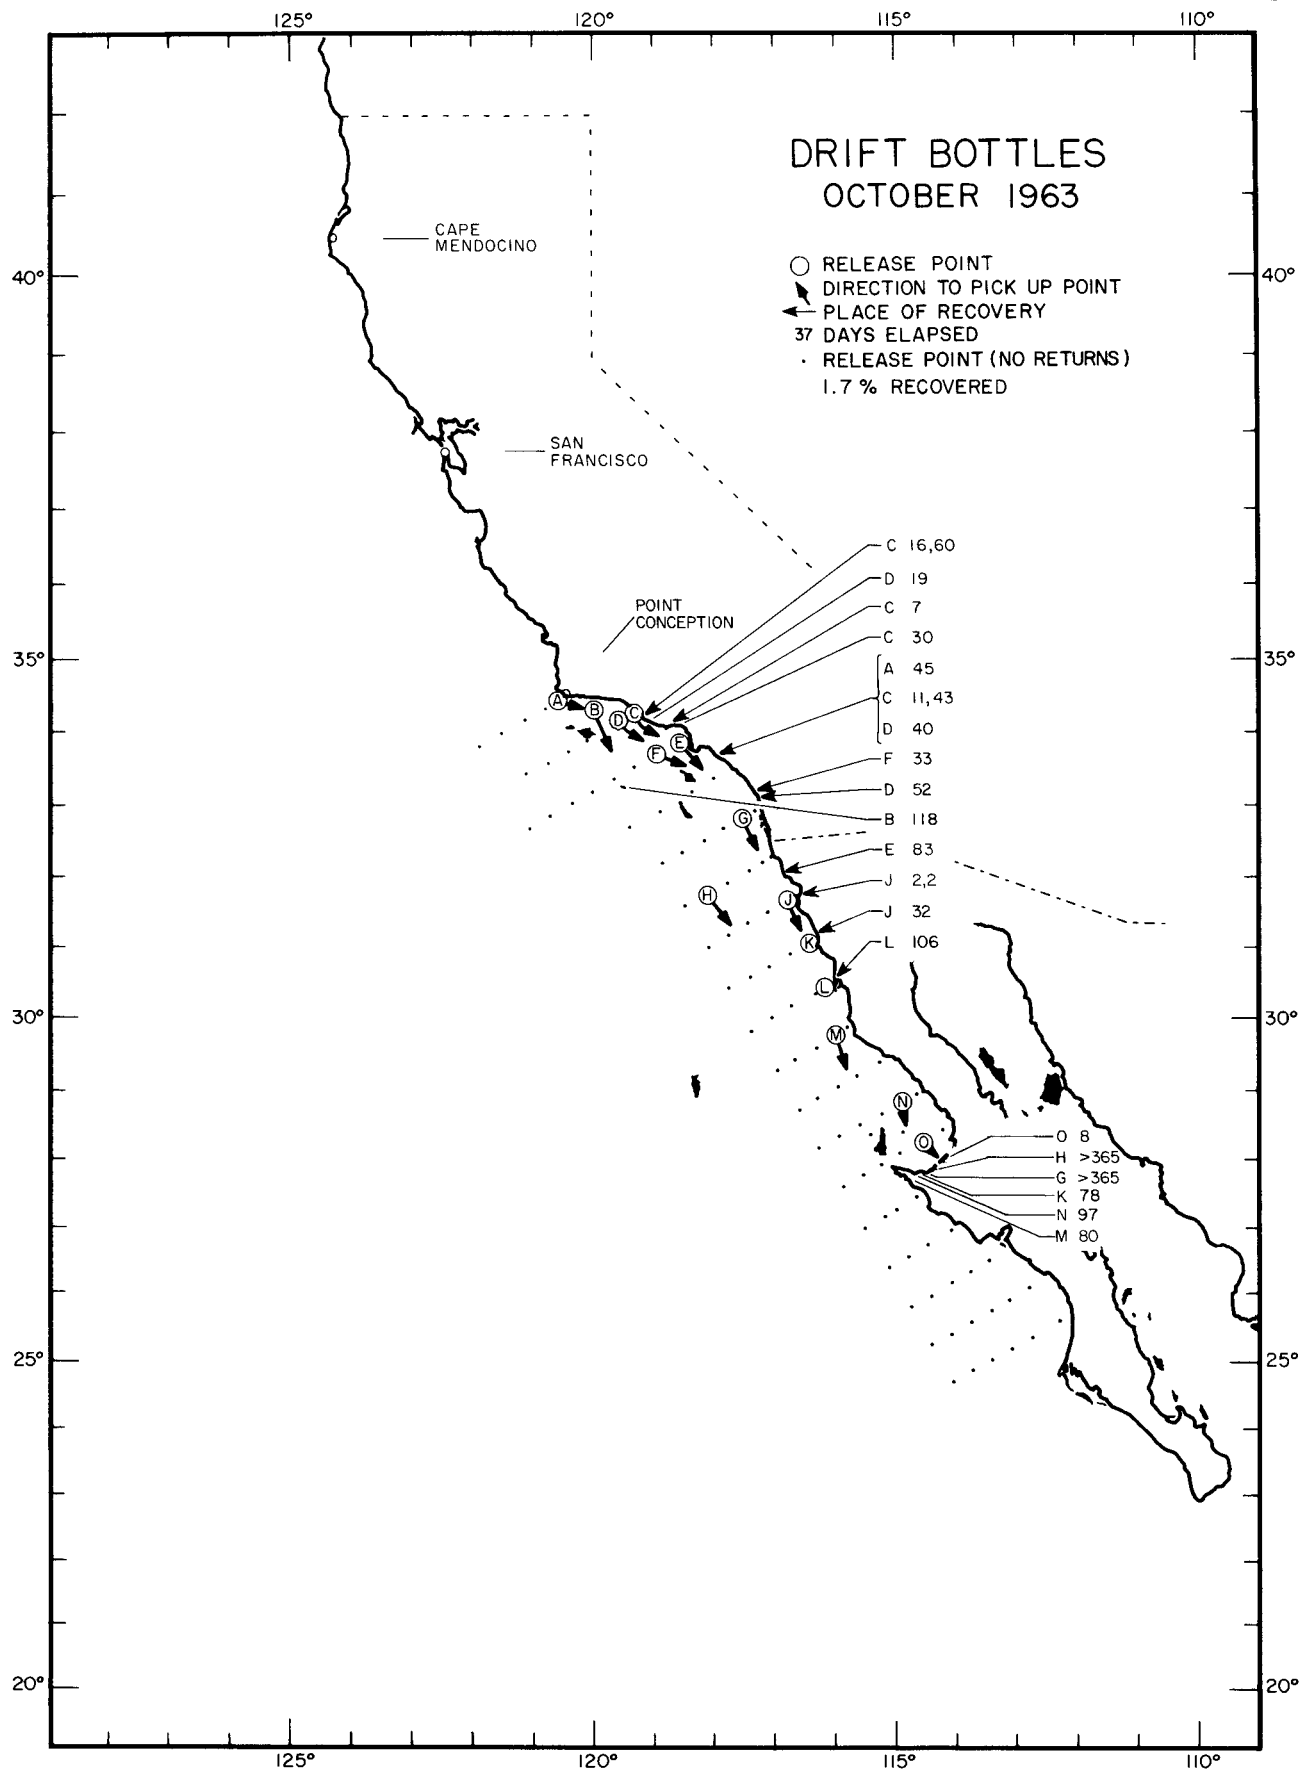 125° 120° 115° 110°
DRIFT BOTTLES
OCTOBER 1963
CAPE
MENDOCINO
RELEASE POINT
DIRECTION TO PICK UP POINT
PLACE OF RECOVERY
37 DAYS ELAPSED
RELEASE POINT (NO RETURNS)
1.7 % RECOVERED
40° 40°
SAN
FRANCISCO
C 16,60
D 19
POINT
CONCEPTION
C 7
C 30
35° 35°
A 45
C 11,43
D 40
F 33
D 52
B 118
E 83
J 2,2
J 32
L 106
A
B
C
D
E
F
G
H
J
K
L
30° 30°
M
N
O
O 8
H >365
G >365
K 78
N 97
M 80
25° 25°
20° 20°
125° 120° 115° 110°